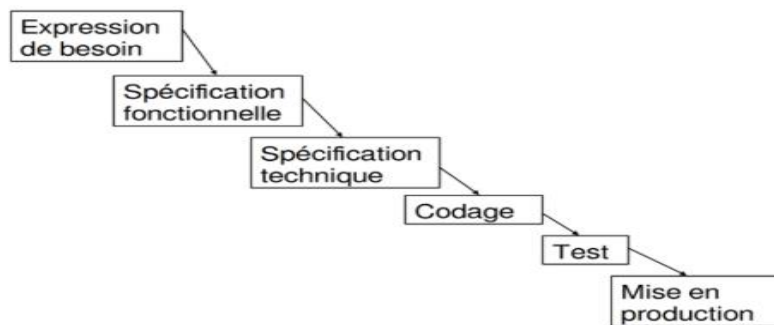 Expression
de besoin
Spécification
fonctionnelle
Spécification
technique
Codage
Test
Mise en
production